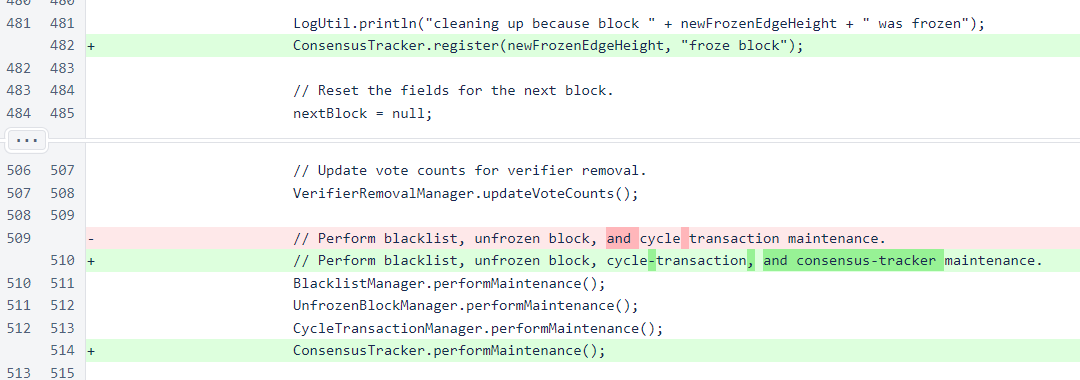 480 480
481 481 LogUtil.println("cleaning up because block " + newFrozenEdgeHeight + " was frozen");
482 + ConsensusTracker.register(newFrozenEdgeHeight, "froze block");
482 483
483 484 // Reset the fields for the next block.
484 485 nextBlock = null;
...
506 507 // Update vote counts for verifier removal.
507 508 VerifierRemovalManager.updateVoteCounts();
508 509
509 - // Perform blacklist, unfrozen block, and cycle transaction maintenance.
510 + // Perform blacklist, unfrozen block, cycle-transaction, and consensus-tracker maintenance.
510 511 BlacklistManager.performMaintenance();
511 512 UnfrozenBlockManager.performMaintenance();
512 513 CycleTransactionManager.performMaintenance();
514 + ConsensusTracker.performMaintenance();
513 515